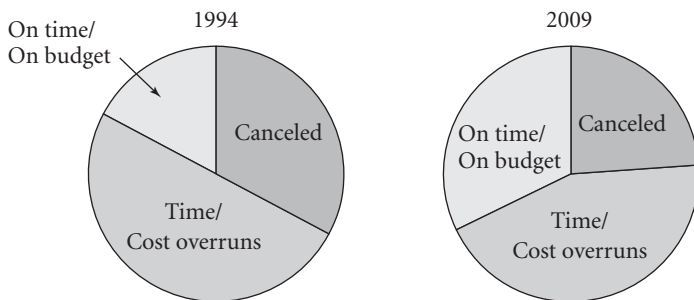 1994
On time/
On budget
Canceled
Time/
Cost overruns
2009
On time/
On budget
Canceled
Time/
Cost overruns